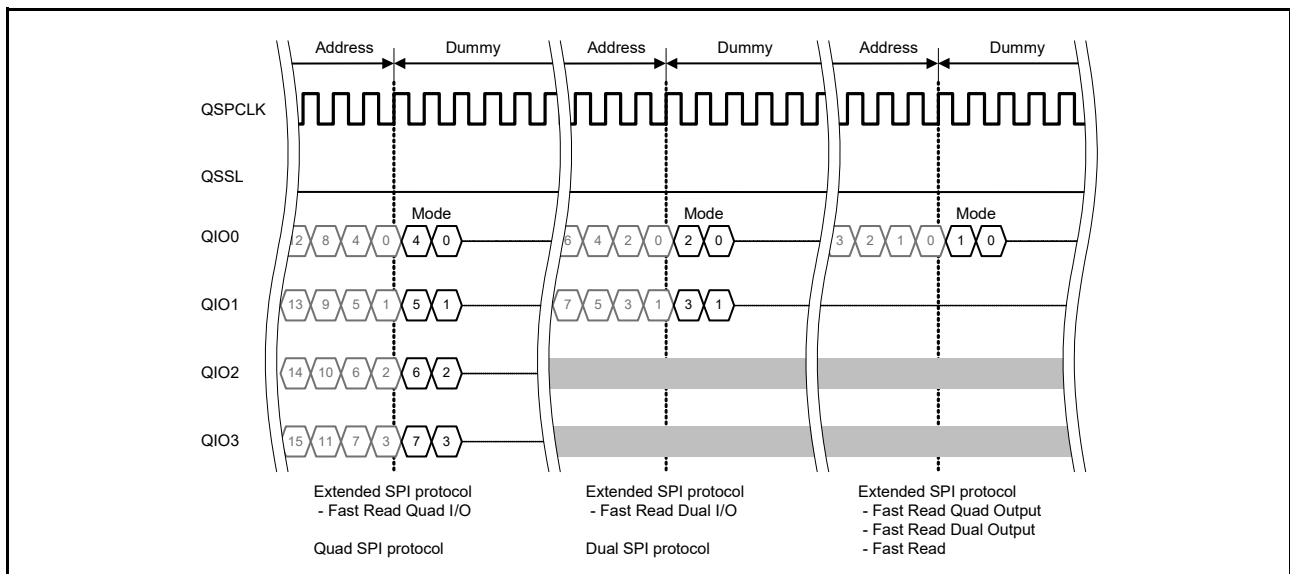 Address Dummy Address Dummy Address Dummy
QSPCLK
QSSL
Mode Mode Mode
QIO0 12 8 4 0 4 0 6 4 2 0 2 0 3 2 1 0 1 0
QIO1 13 9 5 1 5 1 7 5 3 1 3 1
QIO2 14 10 6 2 6 2
QIO3 15 11 7 3 7 3
Extended SPI protocol
- Fast Read Quad I/O
Quad SPI protocol
Extended SPI protocol
- Fast Read Dual I/O
Dual SPI protocol
Extended SPI protocol
- Fast Read Quad Output
- Fast Read Dual Output
- Fast Read